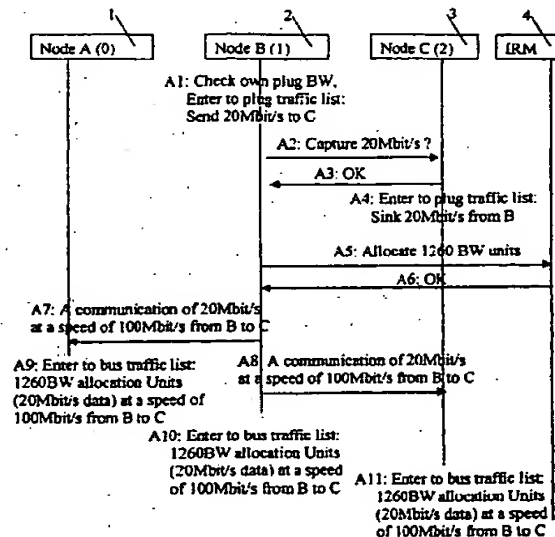 1 2 3 4
Node A (0) Node B (1) Node C (2) IRM
A1: Check own plug BW,
Enter to plug traffic list:
Send 20Mbit/s to C
A2: Capture 20Mbit/s ?
A3: OK
A4: Enter to plug traffic list:
Sink 20Mbit/s from B
A5: Allocate 1260 BW units
A6: OK
A7: A communication of 20Mbit/s
at a speed of 100Mbit/s from B to C
A8 A communication of 20Mbit/s
at a speed of 100Mbit/s from B to C
A9: Enter to bus traffic list:
1260BW allocation Units
(20Mbit/s data) at a speed of
100Mbit/s from B to C
A10: Enter to bus traffic list:
1260BW allocation Units
(20Mbit/s data) at a speed
of 100Mbit/s from B to C
A11: Enter to bus traffic list:
1260BW allocation Units
(20Mbit/s data) at a speed
of 100Mbit/s from B to C